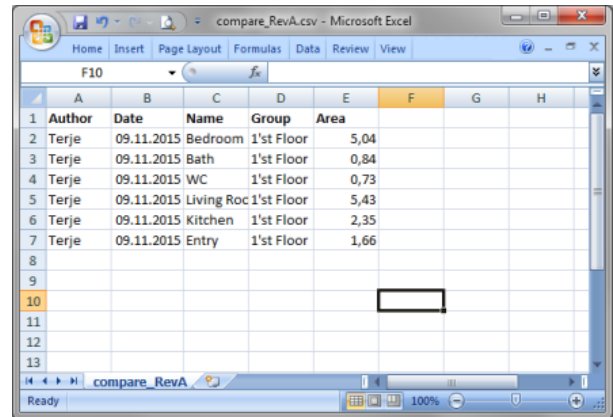 compare_RevA.csv - Microsoft Excel
Home Insert Page Layout Formulas Data Review View
F10 fx
A B C D E F G H
1 Author Date Name Group Area
2 Terje 09.11.2015 Bedroom 1'st Floor 5,04
3 Terje 09.11.2015 Bath 1'st Floor 0,84
4 Terje 09.11.2015 WC 1'st Floor 0,73
5 Terje 09.11.2015 Living Roc 1'st Floor 5,43
6 Terje 09.11.2015 Kitchen 1'st Floor 2,35
7 Terje 09.11.2015 Entry 1'st Floor 1,66
8
9
10
11
12
13
compare_RevA
Ready 100%